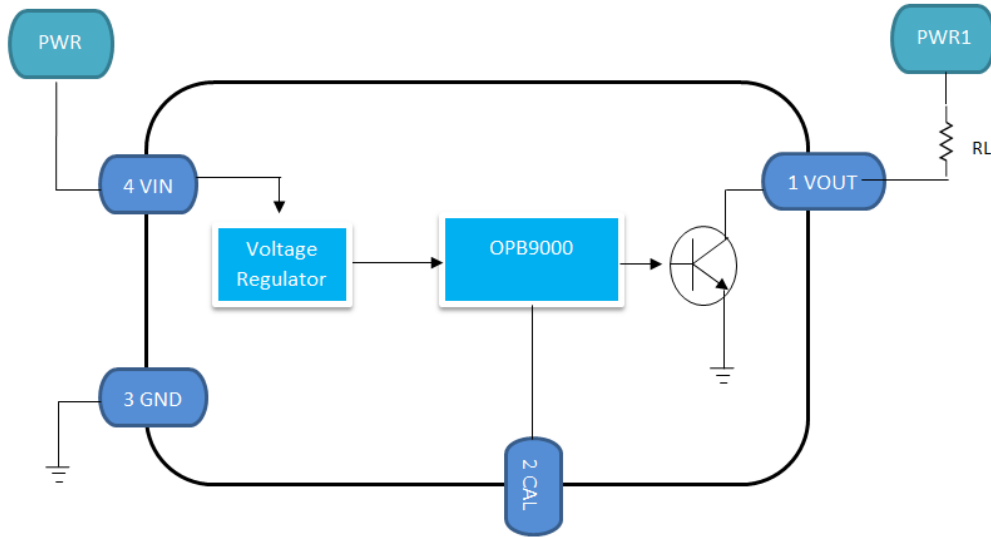 PWR
PWR1
RL
4 VIN
1 VOUT
Voltage
Regulator
OPB9000
3 GND
2 CAL